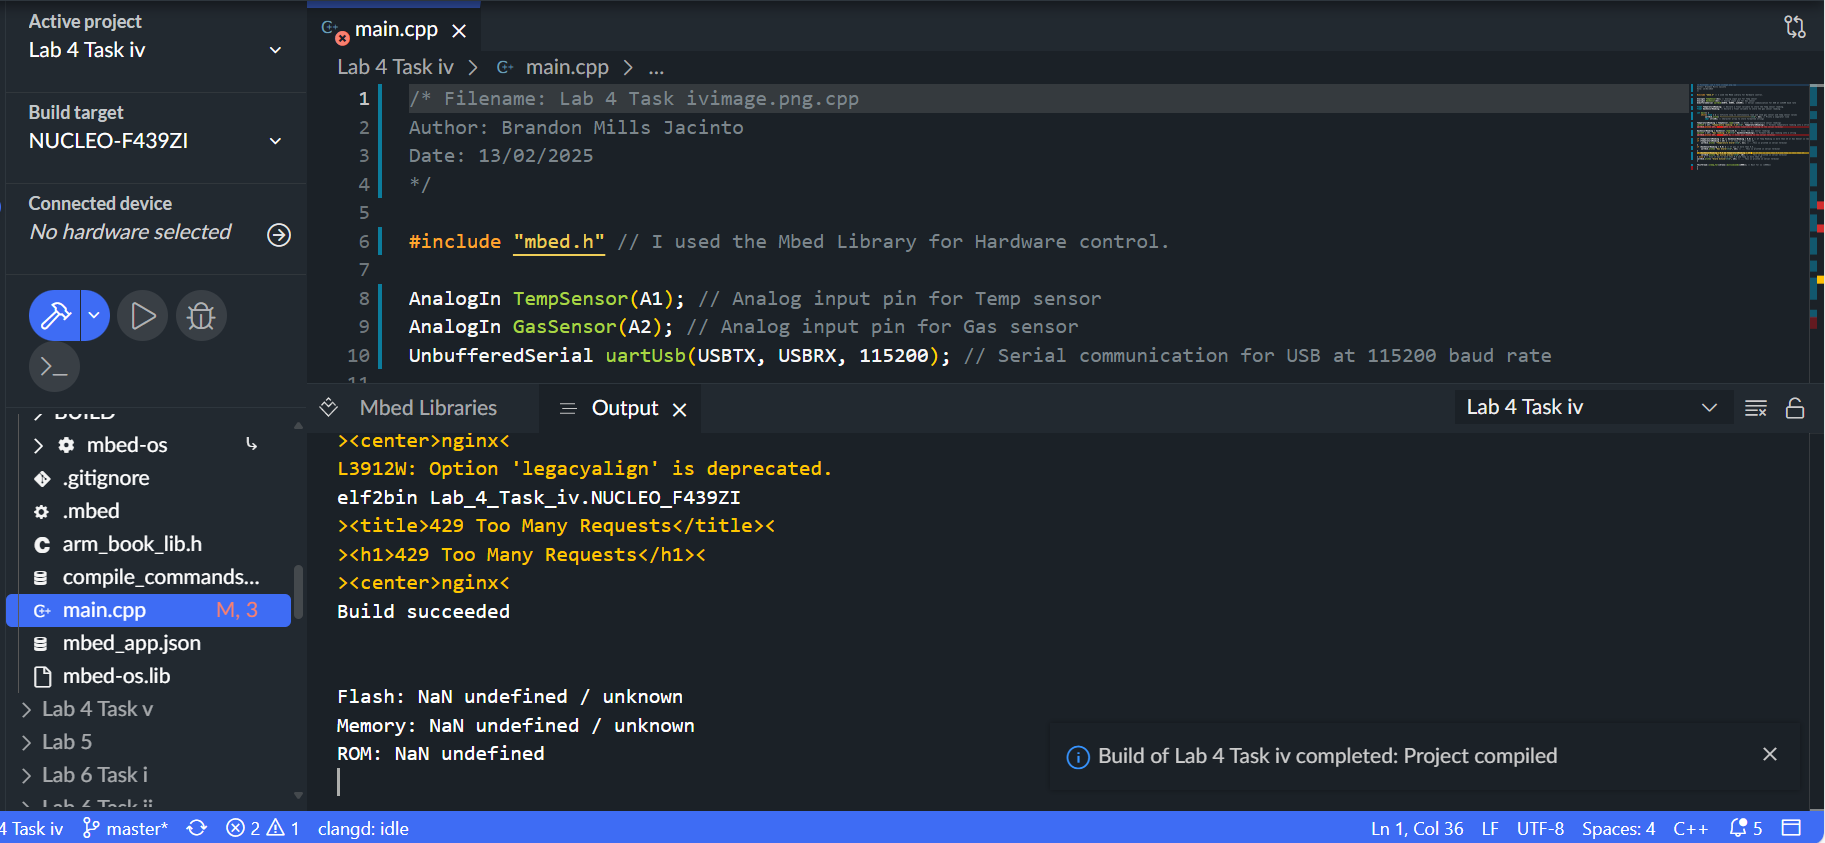 Active project
Lab 4 Task iv
Build target
NUCLEO-F439ZI
Connected device
No hardware selected
BUILD
mbed-os
.gitignore
.mbed
arm_book_lib.h
compile_commands...
main.cpp M, 3
mbed_app.json
mbed-os.lib
Lab 4 Task v
Lab 5
Lab 6 Task i
Lab 6 Task ii
main.cpp
Lab 4 Task iv > main.cpp > ...
1 /* Filename: Lab 4 Task ivimage.png.cpp
2 Author: Brandon Mills Jacinto
3 Date: 13/02/2025
4 */
5
6 #include "mbed.h" // I used the Mbed Library for Hardware control.
7
8 AnalogIn TempSensor(A1); // Analog input pin for Temp sensor
9 AnalogIn GasSensor(A2); // Analog input pin for Gas sensor
10 UnbufferedSerial uartUsb(USBTX, USBRX, 115200); // Serial communication for USB at 115200 baud rate
11
Mbed Libraries Output Lab 4 Task iv
><center>nginx<
L3912W: Option 'legacyalign' is deprecated.
elf2bin Lab_4_Task_iv.NUCLEO_F439ZI
><title>429 Too Many Requests</title><
><h1>429 Too Many Requests</h1><
><center>nginx<
Build succeeded
Flash: NaN undefined / unknown
Memory: NaN undefined / unknown
ROM: NaN undefined
Build of Lab 4 Task iv completed: Project compiled
4 Task iv master* 2 1 clangd: idle Ln 1, Col 36 LF UTF-8 Spaces: 4 C++ 5